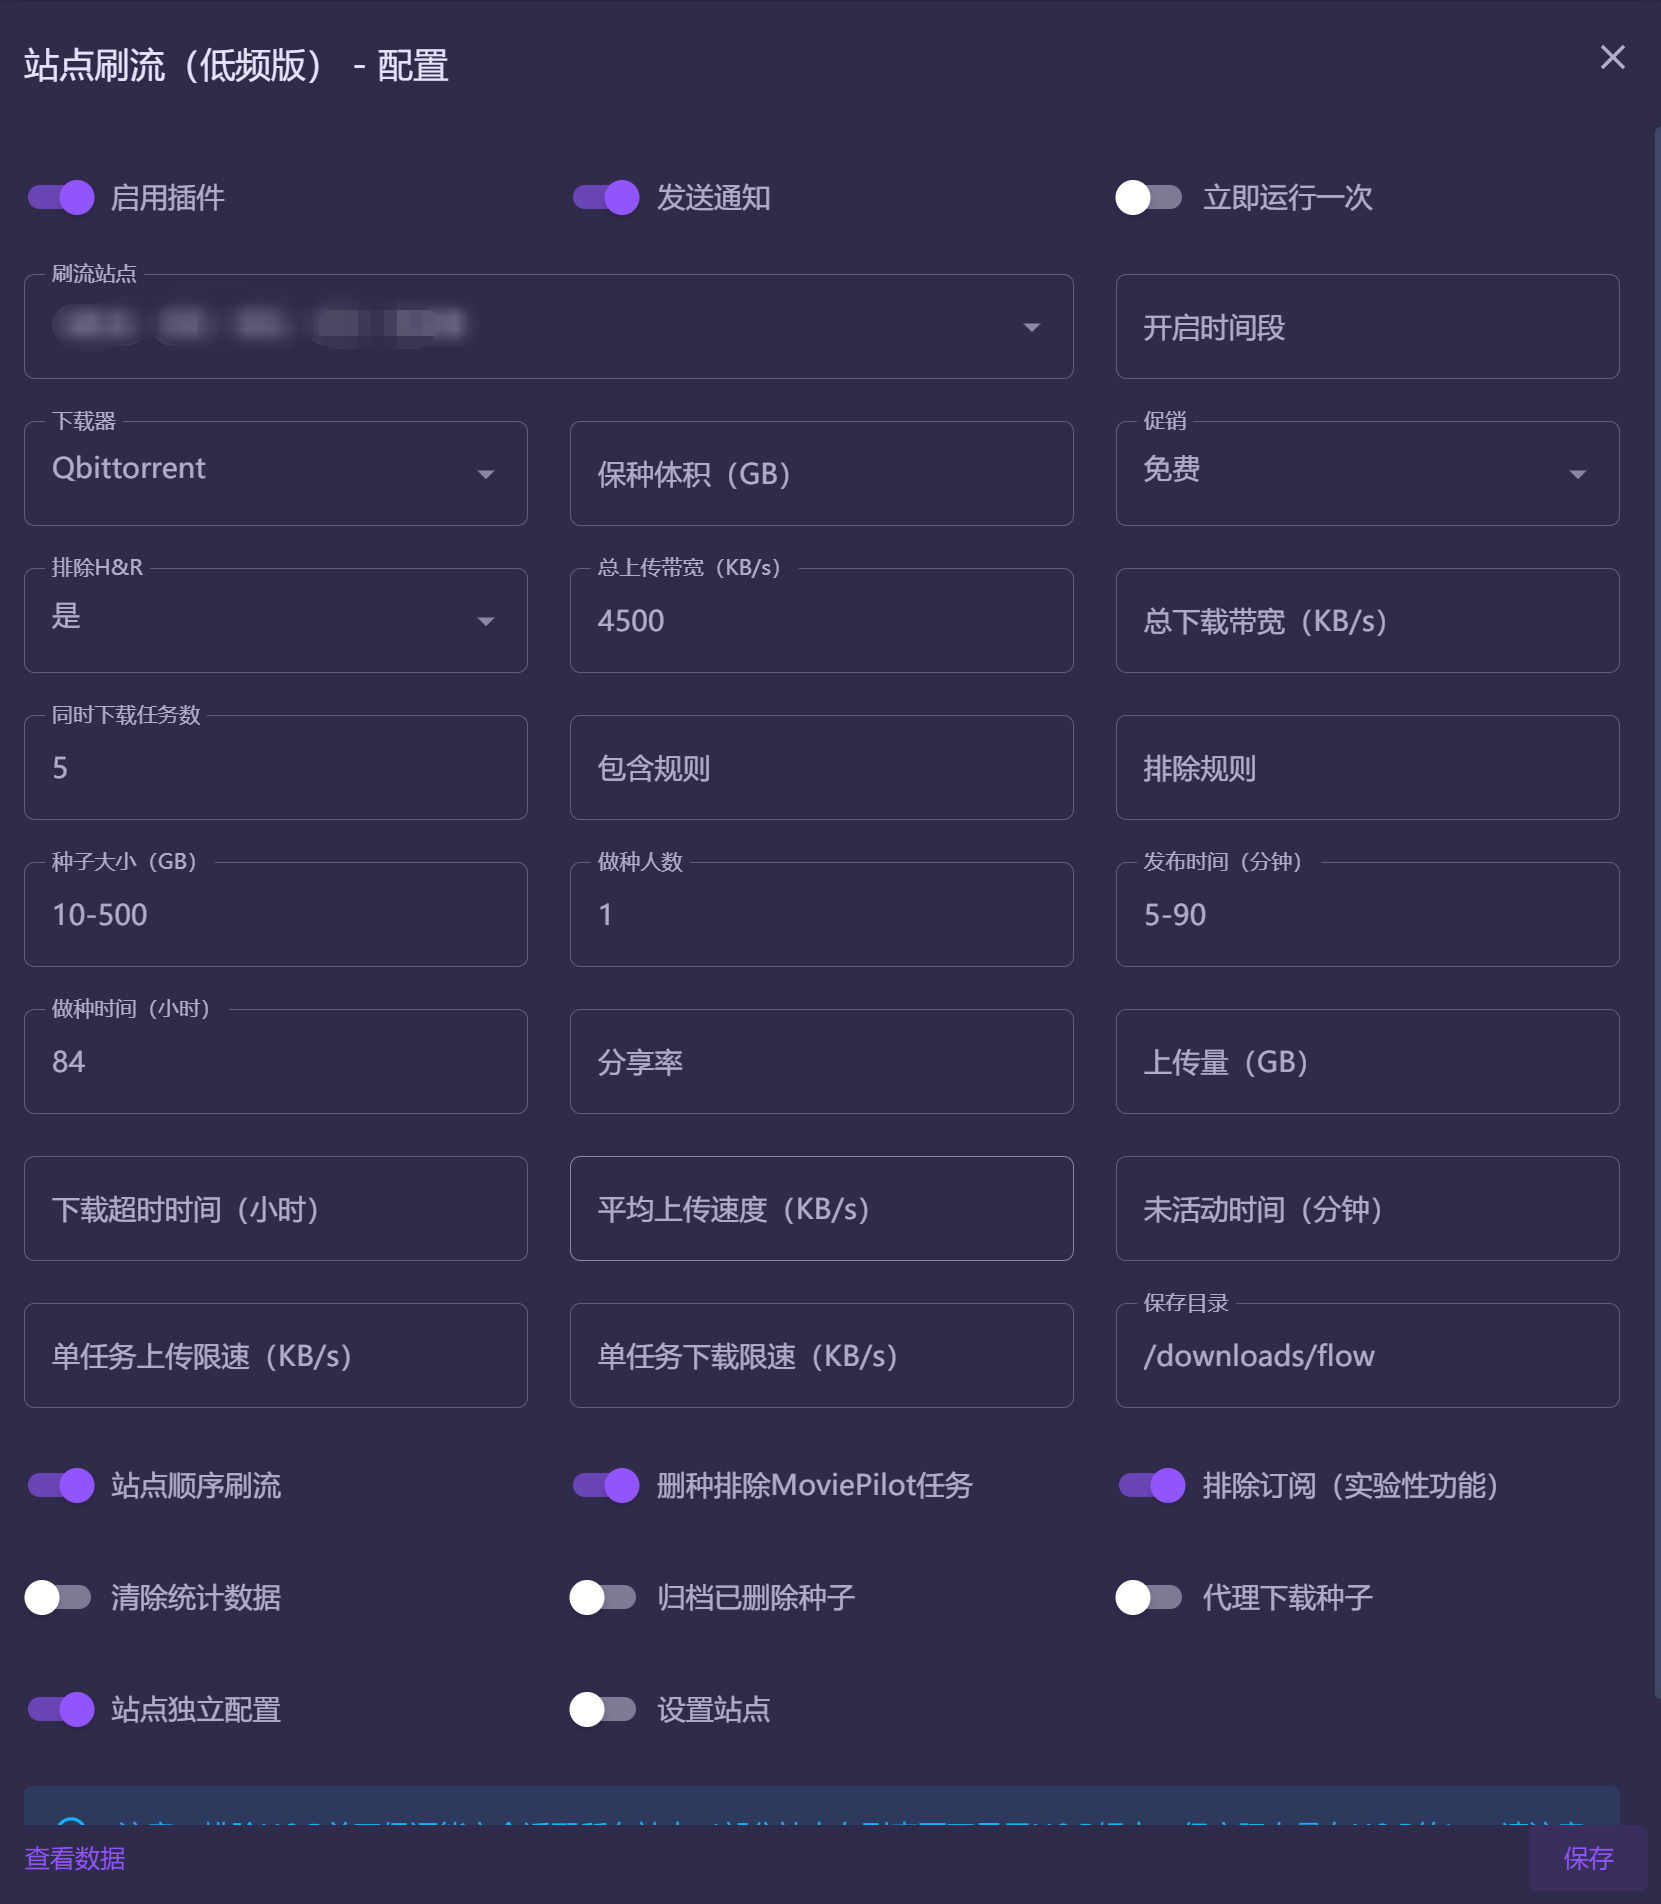 站点刷流（低频版） - 配置
启用插件
发送通知
立即运行一次
刷流站点
开启时间段
下载器
Qbittorrent
保种体积（GB）
促销
免费
排除H&R
是
总上传带宽（KB/s）
4500
总下载带宽（KB/s）
同时下载任务数
5
包含规则
排除规则
种子大小（GB）
10-500
做种人数
1
发布时间（分钟）
5-90
做种时间（小时）
84
分享率
上传量（GB）
下载超时时间（小时）
平均上传速度（KB/s）
未活动时间（分钟）
单任务上传限速（KB/s）
单任务下载限速（KB/s）
保存目录
/downloads/flow
站点顺序刷流
删种排除MoviePilot任务
排除订阅（实验性功能）
清除统计数据
归档已删除种子
代理下载种子
站点独立配置
设置站点
查看数据
保存